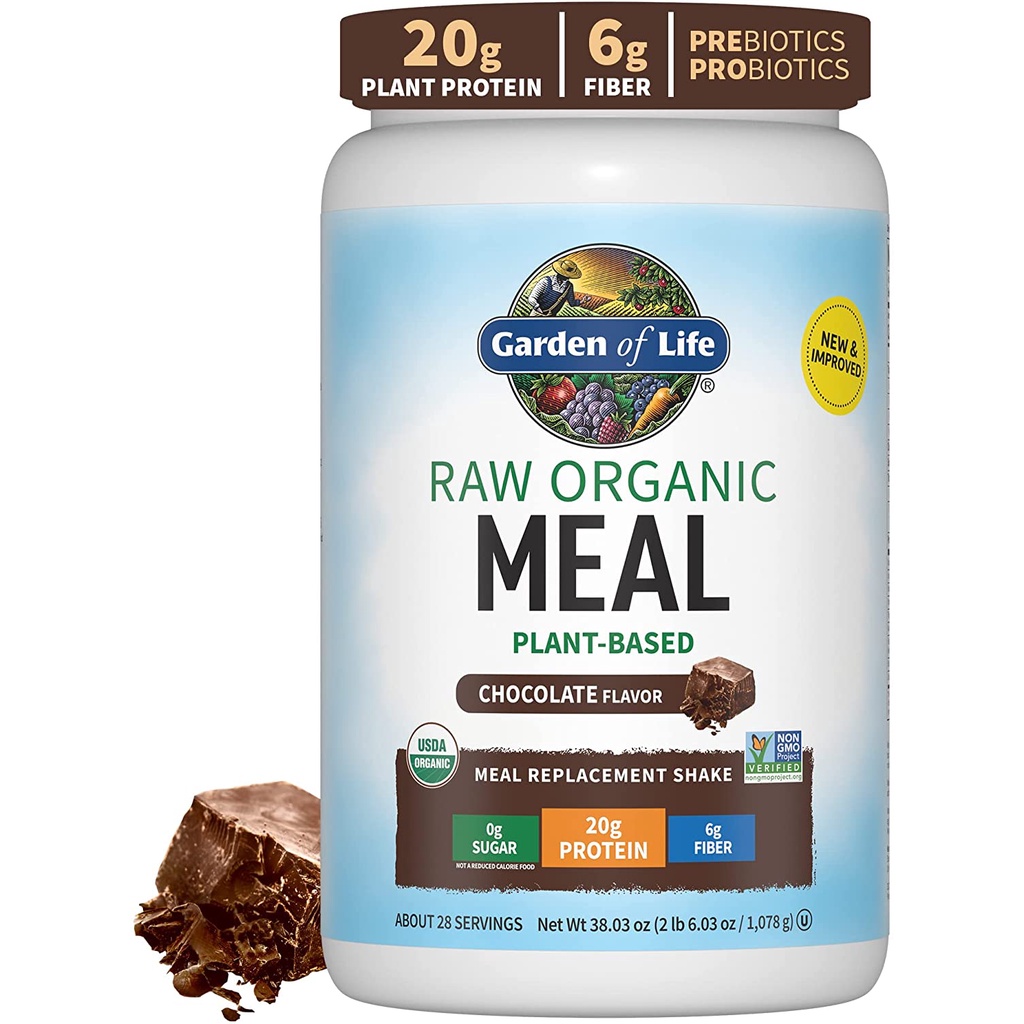 20g
PLANT PROTEIN
6g
FIBER
PREBIOTICS
PROBIOTICS
Garden of Life
®
NEW &
IMPROVED
RAW ORGANIC
MEAL
PLANT-BASED
CHOCOLATE FLAVOR
USDA
ORGANIC
MEAL REPLACEMENT SHAKE
NON
GMO
Project
VERIFIED
nongmoproject.org
0g
SUGAR
NOT A REDUCED CALORIE FOOD
20g
PROTEIN
6g
FIBER
ABOUT 28 SERVINGS Net Wt 38.03 oz (2 lb 6.03 oz / 1,078 g) U